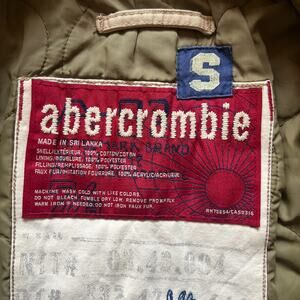 S
abercrombie
MADE IN SRI LANKA
SHELL/EXTERIEUR: 100% COTTON/COTON
LINING/DOUBLURE: 100% POLYESTER
FILLING/REMPLISSAGE: 100% POLYESTER
FAUX FUR/IMITATION FOURRURE: 100% ACRYLIC/ACRYLIQUE
MACHINE WASH COLD WITH LIKE COLORS.
DO NOT BLEACH. TUMBLE DRY LOW. REMOVE PROMPTLY.
WARM IRON IF NEEDED. DO NOT IRON FAUX FUR.